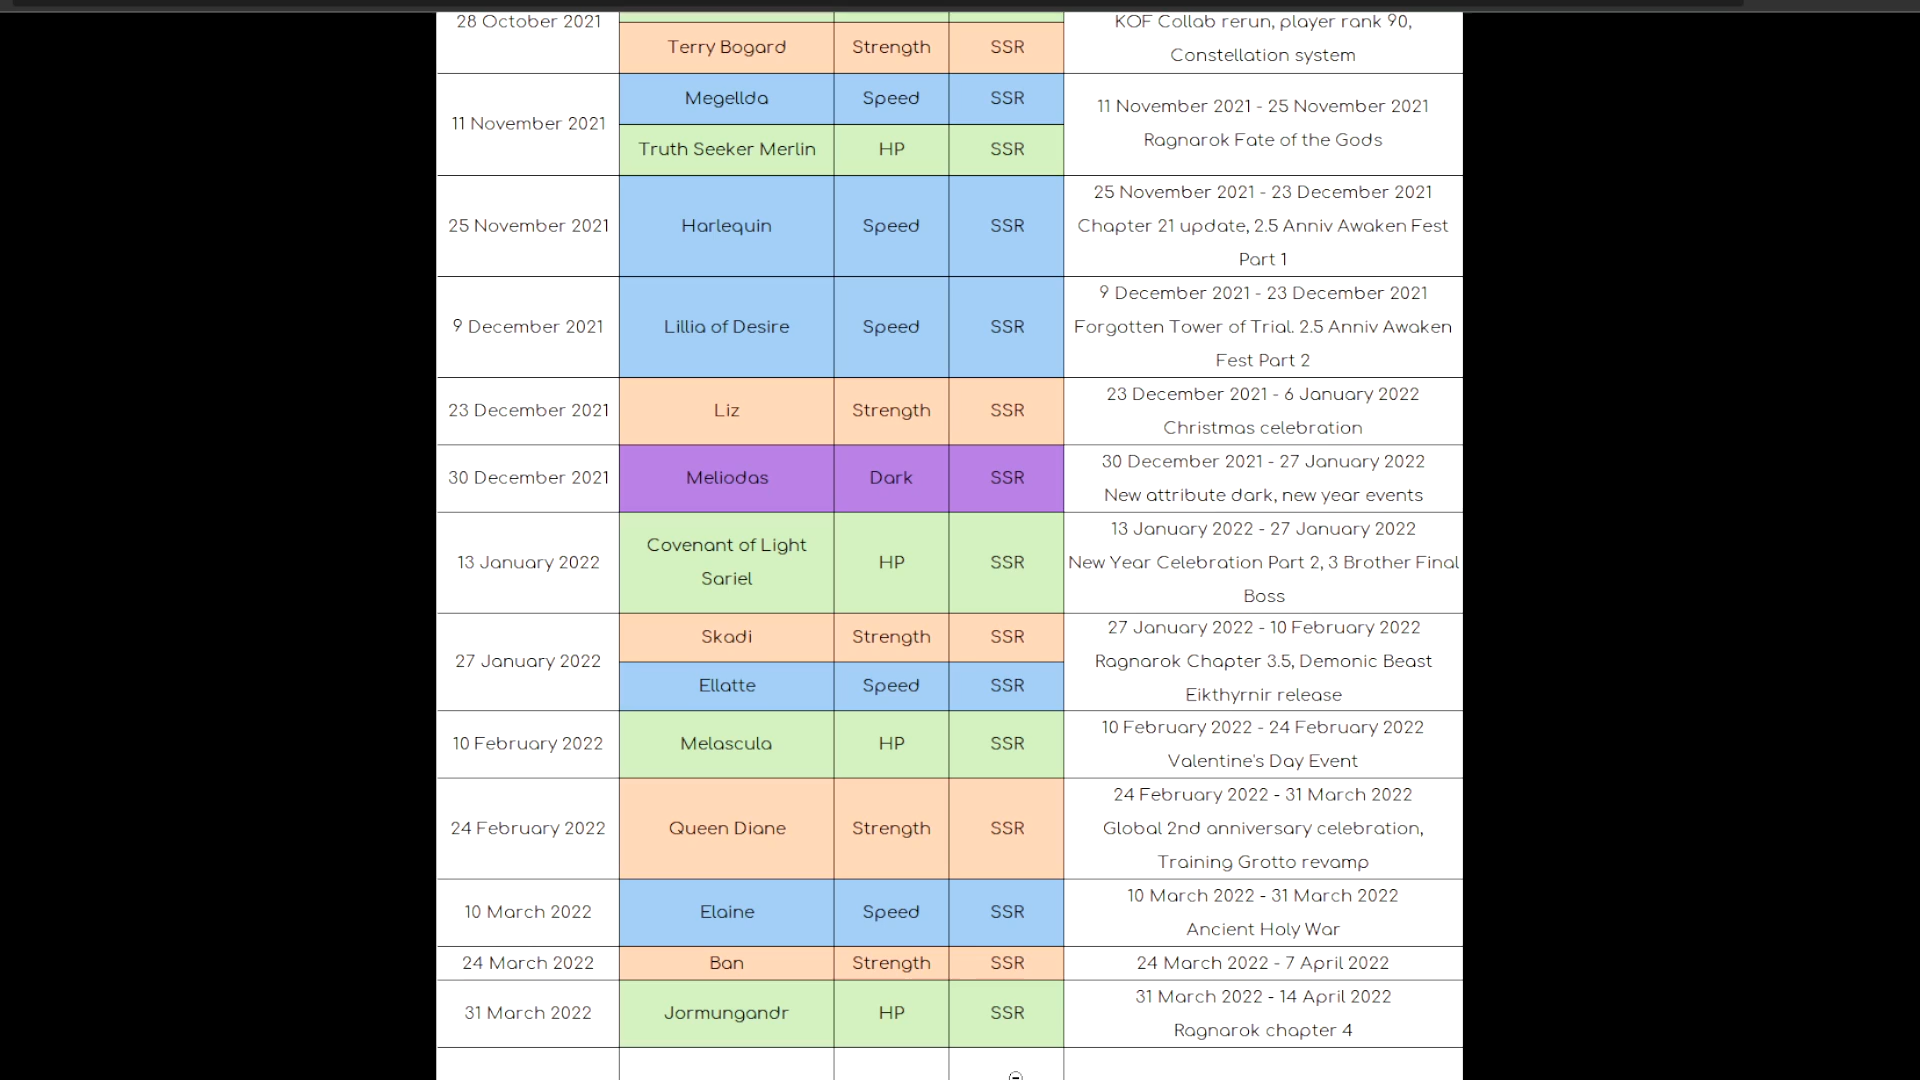 28 October 2021
KOF Collab rerun, player rank 90,
Constellation system
Terry Bogard Strength SSR
11 November 2021
Megellda Speed SSR
Truth Seeker Merlin HP SSR
11 November 2021 - 25 November 2021
Ragnarok Fate of the Gods
25 November 2021 Harlequin Speed SSR
25 November 2021 - 23 December 2021
Chapter 21 update, 2.5 Anniv Awaken Fest
Part 1
9 December 2021 Lillia of Desire Speed SSR
9 December 2021 - 23 December 2021
Forgotten Tower of Trial. 2.5 Anniv Awaken
Fest Part 2
23 December 2021 Liz Strength SSR
23 December 2021 - 6 January 2022
Christmas celebration
30 December 2021 Meliodas Dark SSR
30 December 2021 - 27 January 2022
New attribute dark, new year events
13 January 2022
Covenant of Light
Sariel
HP SSR
13 January 2022 - 27 January 2022
New Year Celebration Part 2, 3 Brother Final
Boss
27 January 2022
Skadi Strength SSR
Ellatte Speed SSR
27 January 2022 - 10 February 2022
Ragnarok Chapter 3.5, Demonic Beast
Eikthyrnir release
10 February 2022 Melascula HP SSR
10 February 2022 - 24 February 2022
Valentine's Day Event
24 February 2022 Queen Diane Strength SSR
24 February 2022 - 31 March 2022
Global 2nd anniversary celebration,
Training Grotto revamp
10 March 2022 Elaine Speed SSR
10 March 2022 - 31 March 2022
Ancient Holy War
24 March 2022 Ban Strength SSR
24 March 2022 - 7 April 2022
31 March 2022 Jormungandr HP SSR
31 March 2022 - 14 April 2022
Ragnarok chapter 4